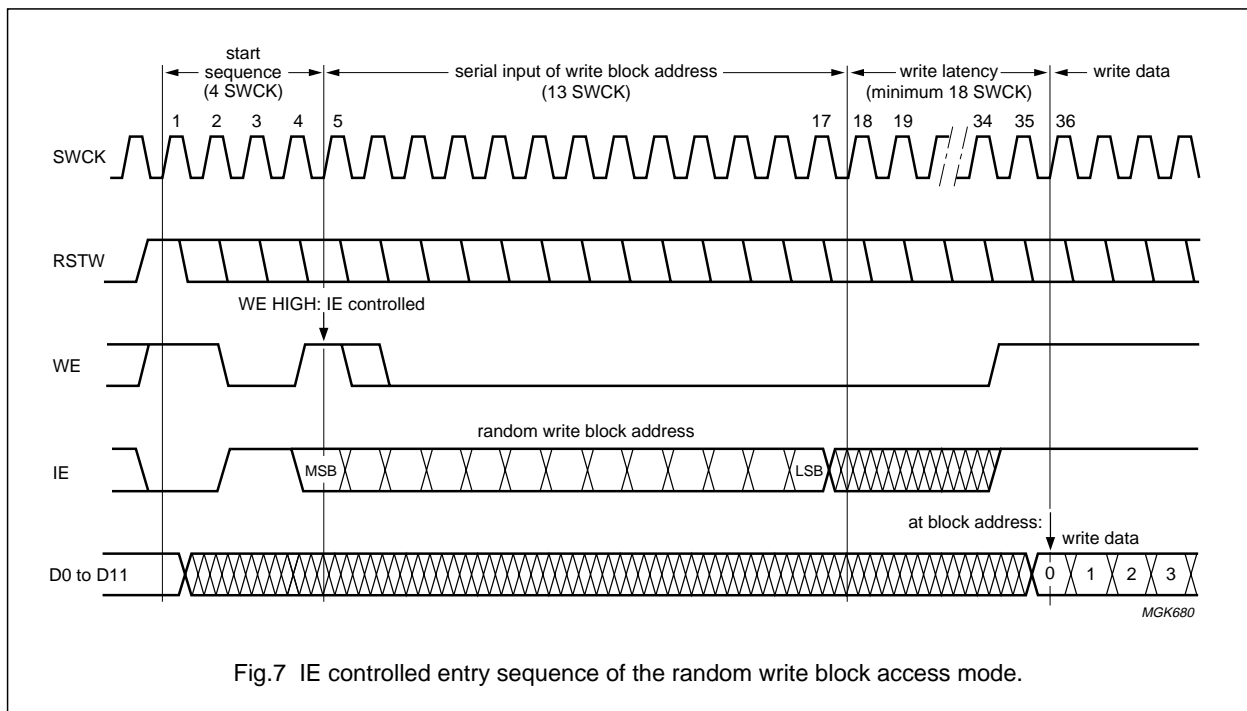 start
sequence
(4 SWCK)
serial input of write block address
(13 SWCK)
write latency
(minimum 18 SWCK)
write data
1 2 3 4 5 17 18 19 34 35 36
SWCK
RSTW
WE HIGH: IE controlled
WE
random write block address
IE MSB LSB
at block address:
write data
D0 to D11 0 1 2 3
MGK680
Fig.7 IE controlled entry sequence of the random write block access mode.